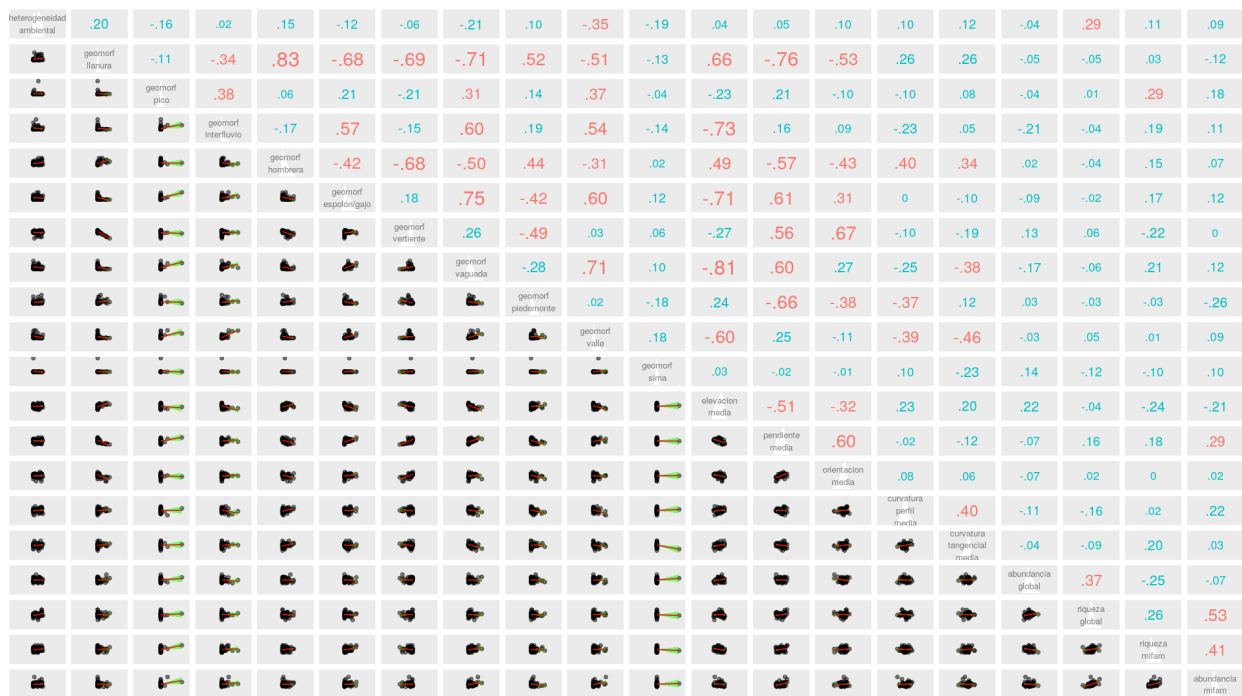 heterogeneidad
ambiental
.20 -.16 .02 .15 -.12 -.06 -.21 .10 -.35 -.19 .04 .05 .10 .10 .12 -.04 .29 .11 .09
geomorf
llanura
-.11 -.34 .83 -.68 -.69 -.71 .52 -.51 -.13 .66 -.76 -.53 .26 .26 -.05 -.05 .03 -.12
geomorf
pico
.38 .06 .21 -.21 .31 .14 .37 -.04 -.23 .21 -.10 -.10 .08 -.04 .01 .29 .18
geomorf
interfluvio
-.17 .57 -.15 .60 .19 .54 -.14 -.73 .16 .09 -.23 .05 -.21 -.04 .19 .11
geomorf
hombrera
-.42 -.68 -.50 .44 -.31 .02 .49 -.57 -.43 .40 .34 .02 -.04 .15 .07
geomorf
espolón/gajo
.18 .75 -.42 .60 .12 -.71 .61 .31 0 -.10 -.09 -.02 .17 .12
geomorf
vertiente
.26 -.49 .03 .06 -.27 .56 .67 -.10 -.19 .13 .06 -.22 0
geomorf
vaguada
-.28 .71 .10 -.81 .60 .27 -.25 -.38 -.17 -.06 .21 .12
geomorf
piedemonte
.02 -.18 .24 -.66 -.38 -.37 .12 .03 -.03 -.03 -.26
geomorf
valle
.18 -.60 .25 -.11 -.39 -.46 -.03 .05 .01 .09
geomorf
sima
.03 -.02 -.01 .10 -.23 .14 -.12 -.10 .10
elevacion
media
-.51 -.32 .23 .20 .22 -.04 -.24 -.21
pendiente
media
.60 -.02 -.12 -.07 .16 .18 .29
orientacion
media
.08 .06 -.07 .02 0 .02
curvatura
perfil
media
.40 -.11 -.16 .02 .22
curvatura
tangencial
media
-.04 -.09 .20 .03
abundancia
global
.37 -.25 -.07
riqueza
global
.26 .53
riqueza
mifam
.41
abundancia
mifam